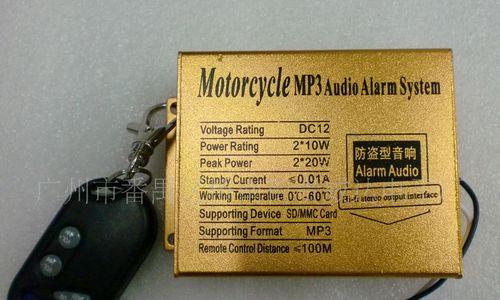 Motorcycle MP3 Audio Alarm System
Voltage Rating DC12
Power Rating 2*10W
Peak Power 2*20W
Stanby Current ≤0.01A
Working Temperature 0℃-60℃
Supporting Device SD/MMC Card
Supporting Format MP3
Remote Control Distance ≤100M
防盗型音响
Alarm Audio
Hi-fi stereo output interface
广州市番禺